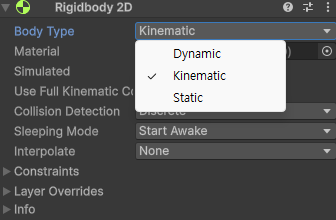 Rigidbody 2D
Body Type
Kinematic
Material
Dynamic
Simulated
Kinematic
Use Full Kinematic Co
Static
Collision Detection
Discrete
Sleeping Mode
Start Awake
Interpolate
None
Constraints
Layer Overrides
Info